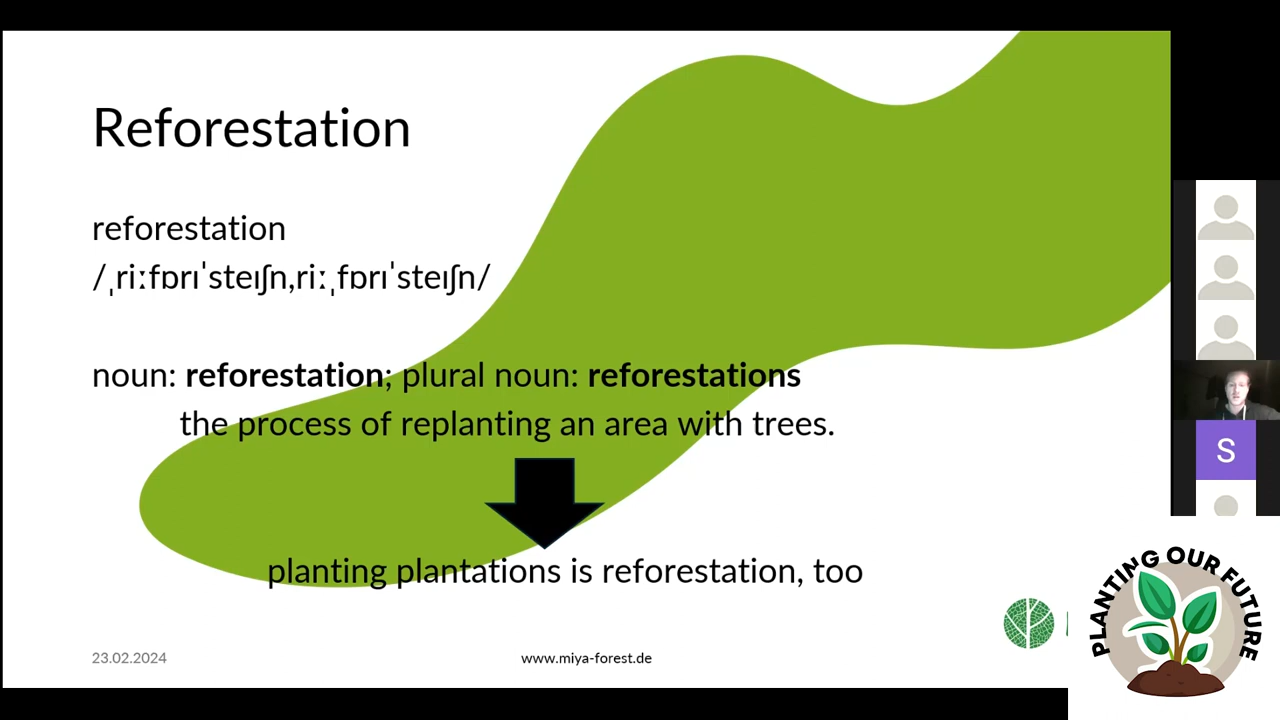 Reforestation
reforestation
/ˌriːfɒrɪˈsteɪʃn,riːˌfɒrɪˈsteɪʃn/
noun: reforestation; plural noun: reforestations
the process of replanting an area with trees.
planting plantations is reforestation, too
23.02.2024
www.miya-forest.de
S
PLANTING OUR FUTURE